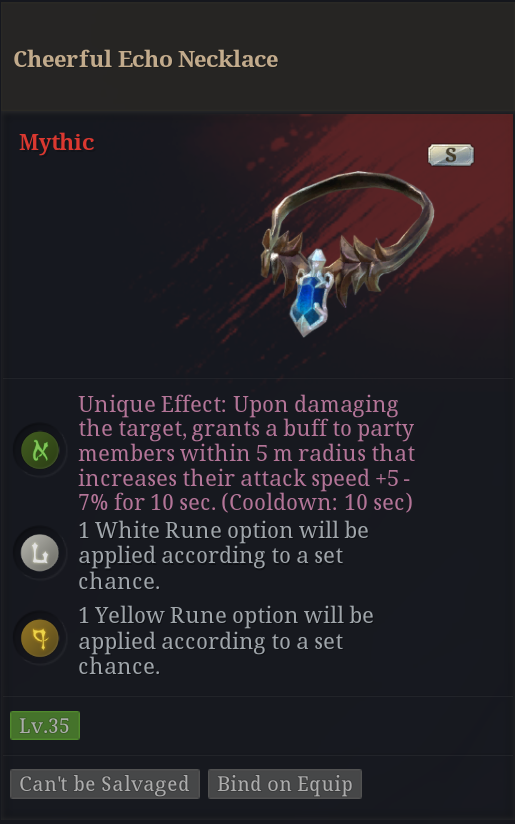 Cheerful Echo Necklace
Mythic
S
Unique Effect: Upon damaging
the target, grants a buff to party
members within 5 m radius that
increases their attack speed +5 -
7% for 10 sec. (Cooldown: 10 sec)
1 White Rune option will be
applied according to a set
chance.
1 Yellow Rune option will be
applied according to a set
chance.
Lv.35
Can't be Salvaged
Bind on Equip